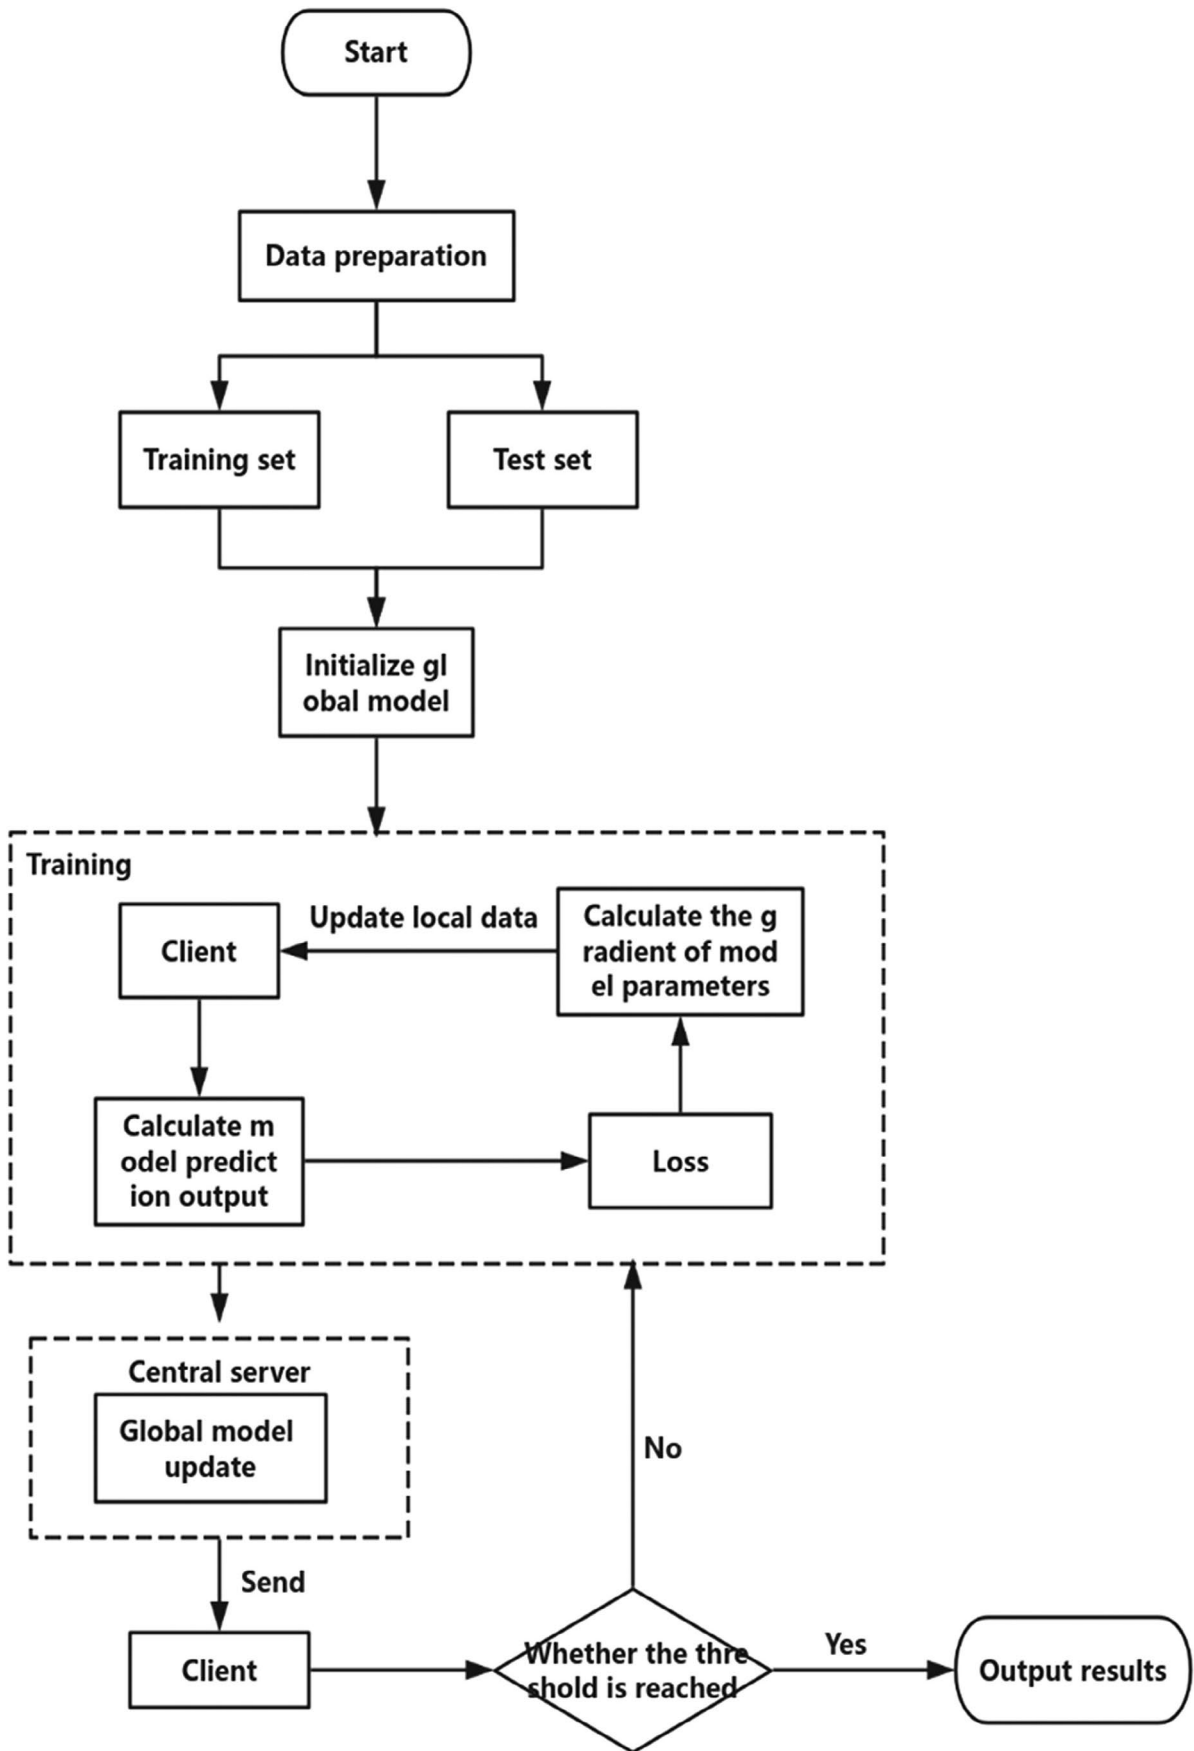 Start
Data preparation
Training set
Test set
Initialize gl
obal model
Training
Client
Update local data
Calculate the g
radient of mod
el parameters
Calculate m
odel predict
ion output
Loss
Central server
Global model
update
No
Send
Client
Whether the thre
shold is reached
Yes
Output results